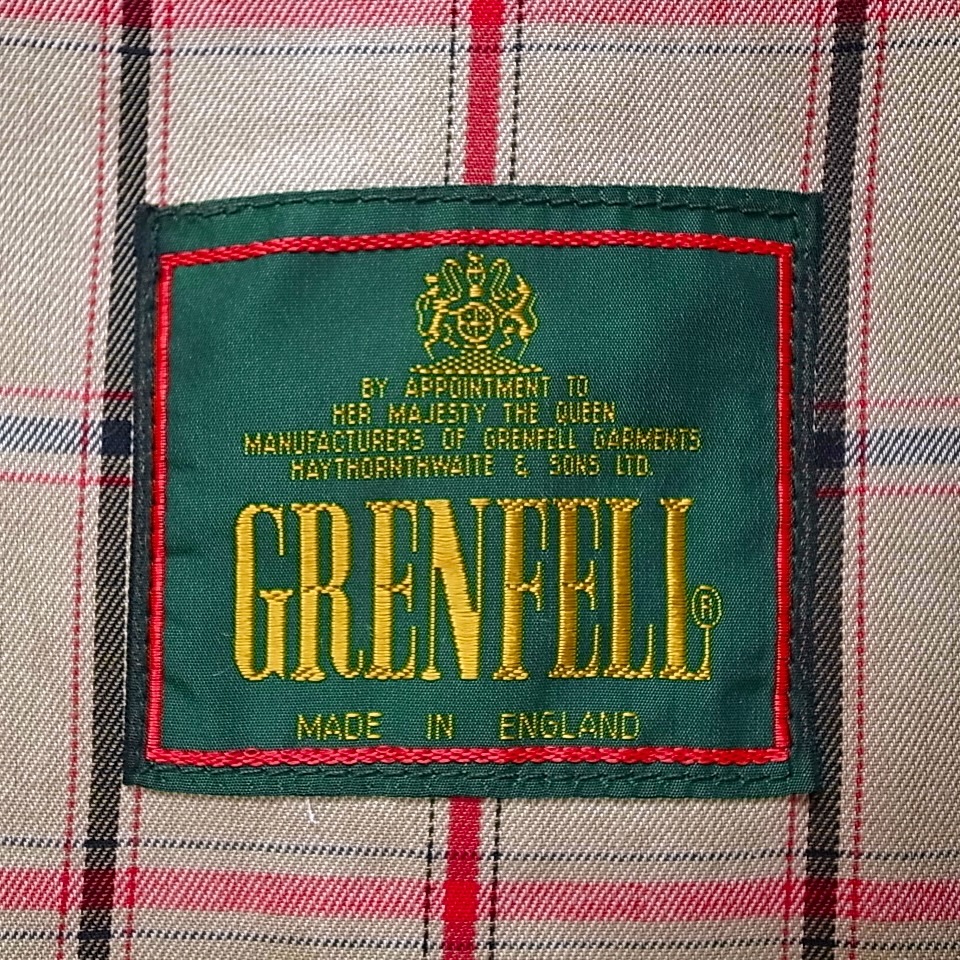 BY APPOINTMENT TO
HER MAJESTY THE QUEEN
MANUFACTURERS OF GRENFELL GARMENTS
HAYTHORNTHWAITE & SONS LTD.
GRENFELL®
MADE IN ENGLAND